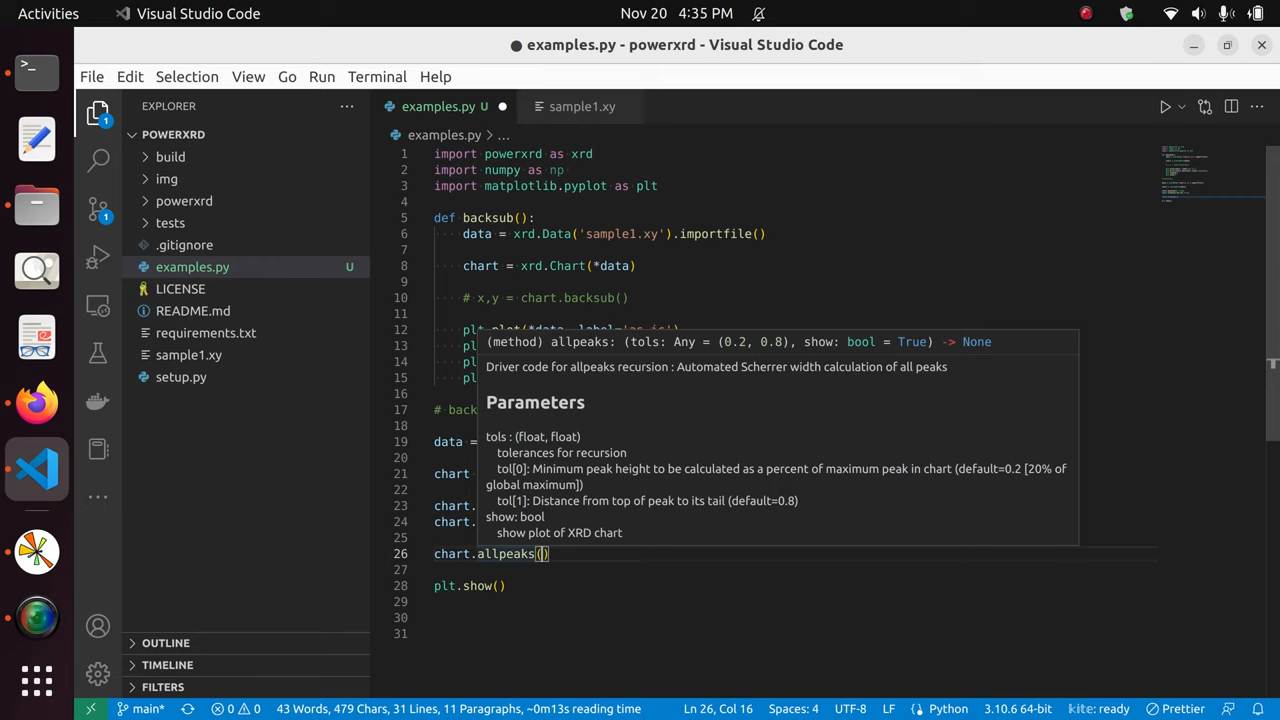 Activities Visual Studio Code Nov 20 4:35 PM
examples.py - powerxrd - Visual Studio Code
File Edit Selection View Go Run Terminal Help
EXPLORER ···
examples.py U sample1.xy
POWERXRD
examples.py > ...
build
img
powerxrd
tests
.gitignore
examples.py U
LICENSE
README.md
requirements.txt
sample1.xy
setup.py
OUTLINE
TIMELINE
FILTERS
1 import powerxrd as xrd
2 import numpy as np
3 import matplotlib.pyplot as plt
4
5 def backsub():
6 data = xrd.Data('sample1.xy').importfile()
7
8 chart = xrd.Chart(*data)
9
10 # x,y = chart.backsub()
11
12 plt.plot(*data, label='as-is')
13 pl
14 pl
15 pl
16
17 # back
18
19 data =
20
21 chart
22
23 chart.
24 chart.
25
26 chart.allpeaks()
27
28 plt.show()
29
30
31
(method) allpeaks: (tols: Any = (0.2, 0.8), show: bool = True) -> None
Driver code for allpeaks recursion : Automated Scherrer width calculation of all peaks
Parameters
tols : (float, float)
tolerances for recursion
tol[0]: Minimum peak height to be calculated as a percent of maximum peak in chart (default=0.2 [20% of
global maximum])
tol[1]: Distance from top of peak to its tail (default=0.8)
show: bool
show plot of XRD chart
main* 0 0 43 Words, 479 Chars, 31 Lines, 11 Paragraphs, ~0m13s reading time Ln 26, Col 16 Spaces: 4 UTF-8 LF Python 3.10.6 64-bit kite: ready Prettier